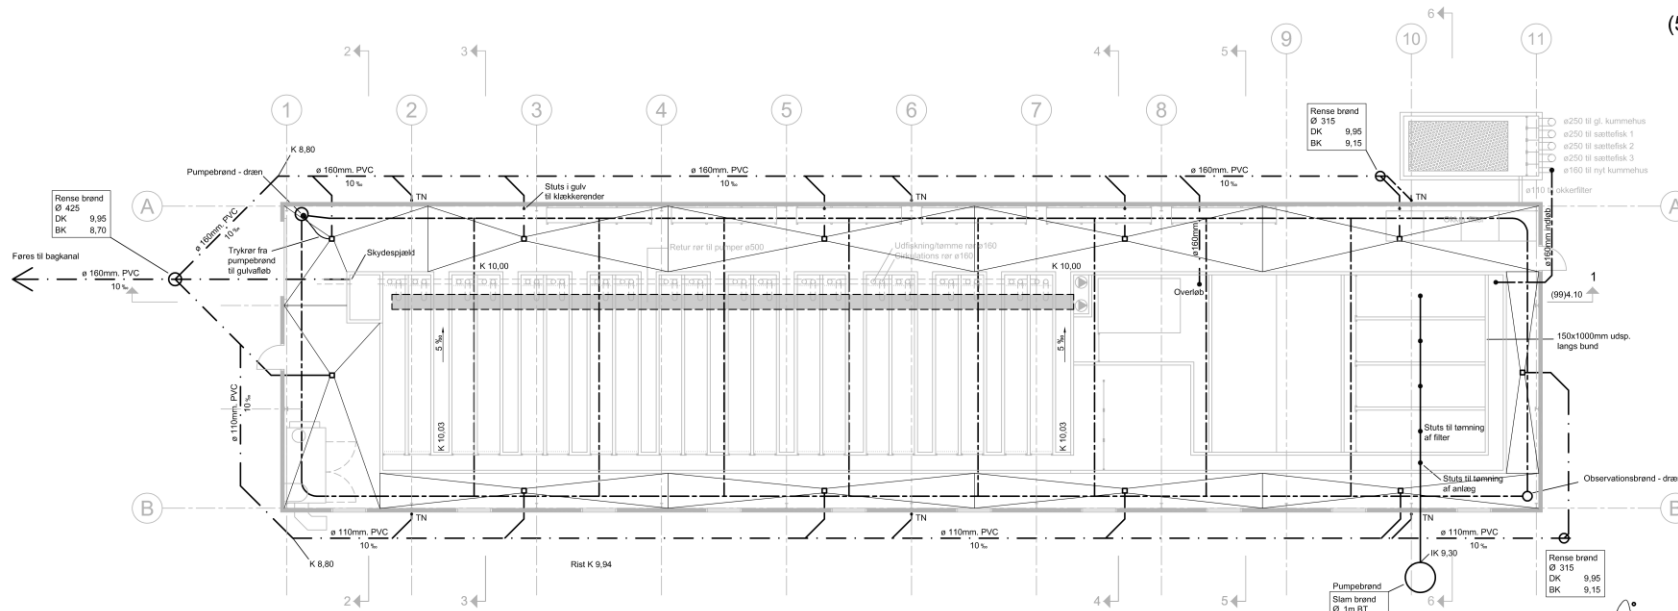 (5
6
2
3
4
5
9
10
11
1
2
3
4
5
6
7
8
K 8,80
Rense brønd
Ø 315
DK 9,95
BK 9,15
ø250 til gl. kummehus
ø250 til sættefisk 1
ø250 til sættefisk 2
ø250 til sættefisk 3
ø160 til nyt kummehus
Pumpebrønd - dræn
ø 160mm. PVC
10 ‰
ø 160mm. PVC
10 ‰
ø 160mm. PVC
10 ‰
TN
TN
TN
TN
Stuts i gulv
til klækkerender
Rense brønd
Ø 425
DK 9,95
BK 8,70
A
A
ø 160mm. PVC
10 ‰
Trykrør fra
pumpebrønd
til gulvafløb
Skydespjæld
Retur rør til pumper ø500
Udfiskning/tømme rør ø160
Cirkulations rør ø160
ø160mm
ø160mm indløb
Føres til bagkanal
ø 160mm. PVC
10 ‰
K 10,00
K 10,00
Overløb
1
(99)4.10
150x1000mm udsp.
langs bund
5 ‰
5 ‰
ø 110mm. PVC
10 ‰
K 10,03
K 10,03
Stuts til tømning
af filter
Stuts til tømning
af anlæg
Observationsbrønd - dræ
B
TN
TN
TN
ø 110mm. PVC
10 ‰
ø 110mm. PVC
10 ‰
ø 110mm. PVC
10 ‰
K 8,80
Rist K 9,94
IK 9,30
Rense brønd
Ø 315
DK 9,95
BK 9,15
Pumpebrønd
Slam brønd
Ø 1m BT
2
3
4
5
6